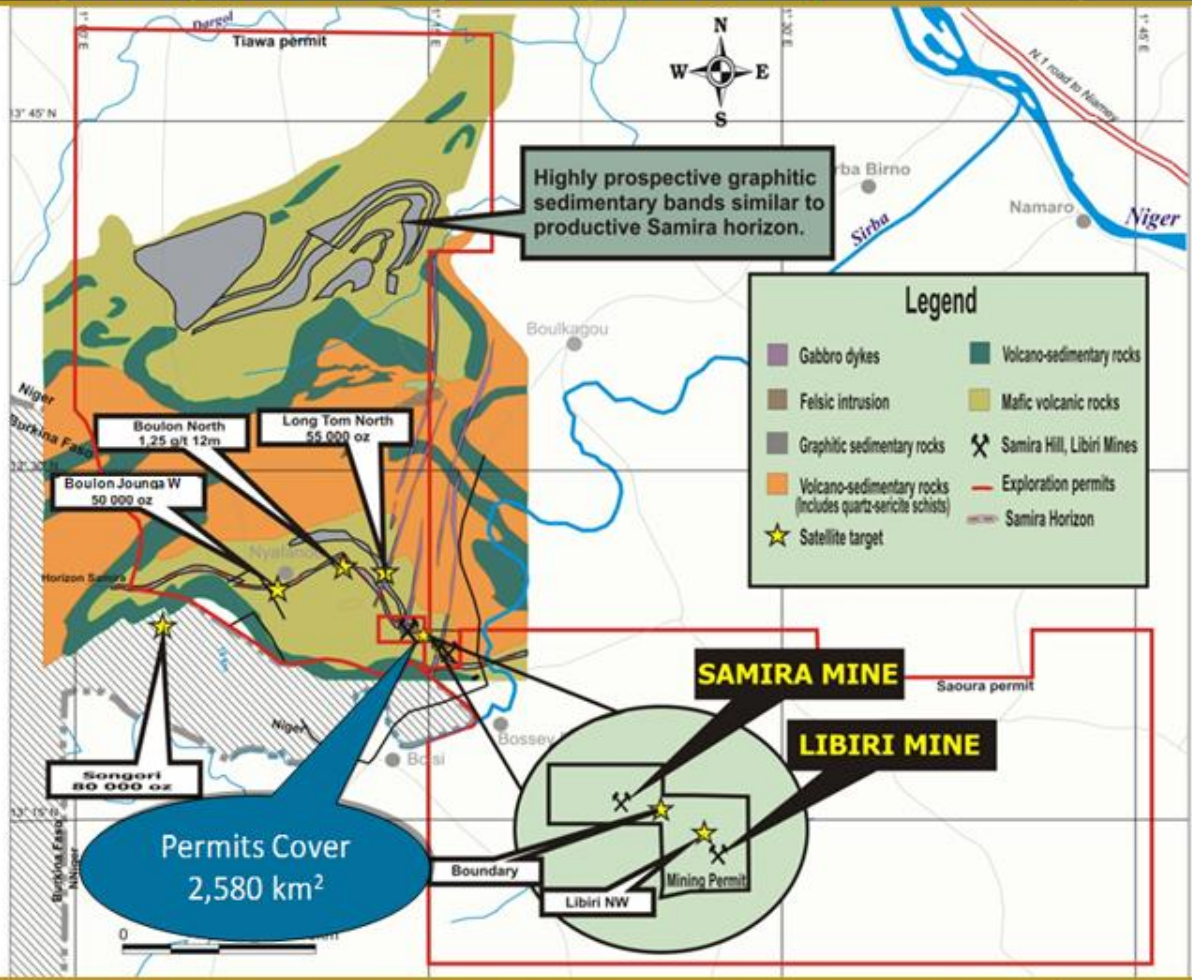 Dargol
Tiawa permit
1° 45' E
N.1 road to Niamey
N
W E
S
13° 45' N
Highly prospective graphitic
sedimentary bands similar to
productive Samira horizon.
Birno
Namaro
Niger
Sirba
Boulkagou
Legend
Gabbro dykes
Felsic intrusion
Graphitic sedimentary rocks
Volcano-sedimentary rocks
(Includes quartz-sericite schists)
Satellite target
Volcano-sedimentary rocks
Mafic volcanic rocks
Samira Hill, Libiri Mines
Exploration permits
Samira Horizon
Niger
Burkina Faso
Boulon North
1,25 g/t 12m
Long Tom North
55 000 oz
Boulon Jounga W
50 000 oz
Horizon Samira
SAMIRA MINE
Saoura permit
LIBIRI MINE
Niger
Bossey
Songori
80 000 oz
13° 15' N
Permits Cover
2,580 km²
Burkina Faso
NNiger
Boundary
Mining Permit
Libiri NW
0